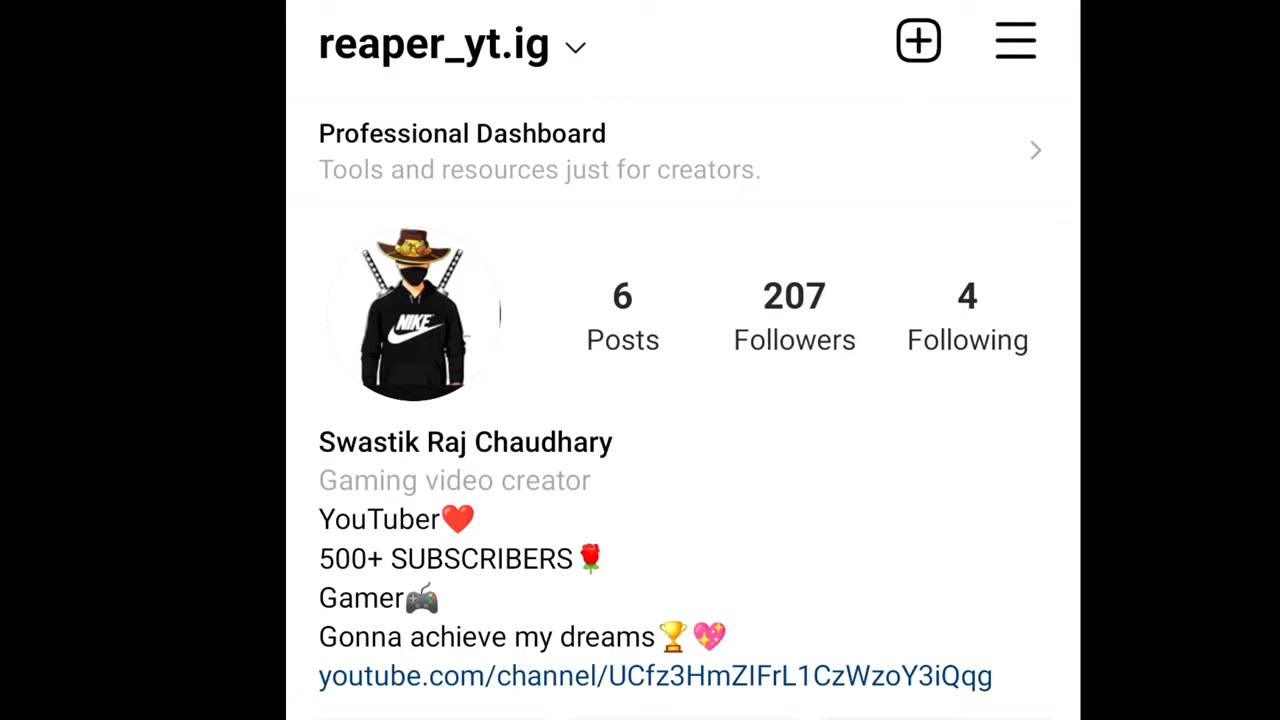 reaper_yt.ig
Professional Dashboard
Tools and resources just for creators.
NIKE
6
Posts
207
Followers
4
Following
Swastik Raj Chaudhary
Gaming video creator
YouTuber❤️
500+ SUBSCRIBERS🌹
Gamer🎮
Gonna achieve my dreams🏆💖
youtube.com/channel/UCfz3HmZIFrL1CzWzoY3iQqg